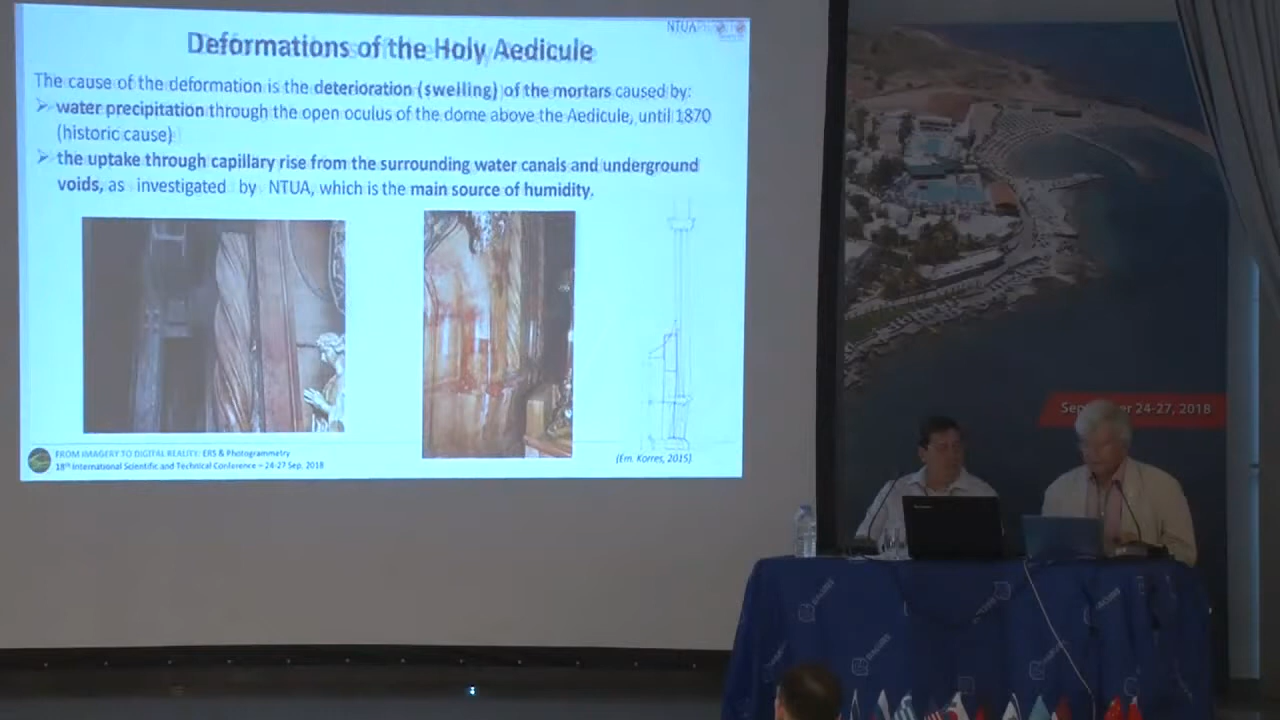 NTUA
Deformations of the Holy Aedicule
The cause of the deformation is the deterioration (swelling) of the mortars caused by:
➢ water precipitation through the open oculus of the dome above the Aedicule, until 1870
(historic cause)
➢ the uptake through capillary rise from the surrounding water canals and underground
voids, as investigated by NTUA, which is the main source of humidity.
(Em. Korres, 2015)
FROM IMAGERY TO DIGITAL REALITY: ERS & Photogrammetry
18th International Scientific and Technical Conference – 24-27 Sep. 2018
24-27, 2018
RACURS
RACURS
RACURS
RACURS